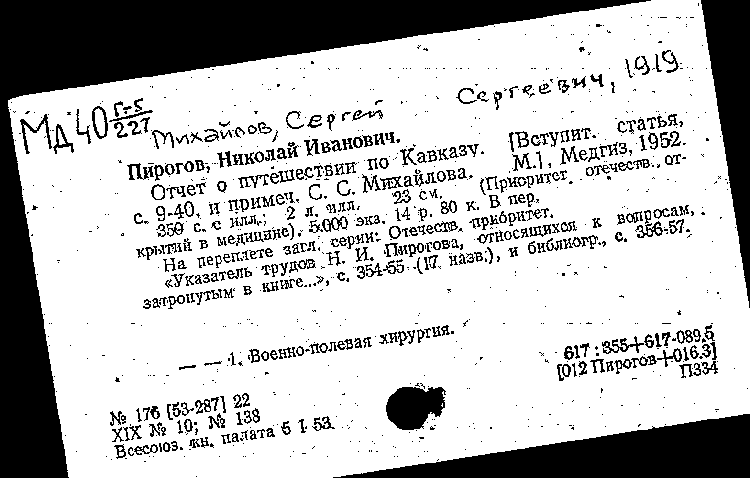 Мд 40 Г-5/227
Михайлов, Сергей Сергеевич, 1919
Пирогов, Николай Иванович.
Отчет о путешествии по Кавказу. [Вступит. статья,
с. 9-40, и примеч. С. С. Михайлова. М.], Медгиз, 1952.
350 с. с илл.; 2 л. илл. 23 см. (Приоритет отечеств. от-
крытий в медицине). 5.000 экз. 14 р. 80 к. В пер.
На переплете загл. серии: Отечеств. приоритет.
«Указатель трудов Н. И. Пирогова, относящихся к вопросам,
затронутым в книге...», с. 354-55 (17 назв.), и библиогр., с. 356-57.
— — 1. Военно-полевая хирургия.
617 : 355+617-089.5
[012 Пирогов+016.3]
П334
№ 176 [53-287] 22
XIX № 10; № 138
Всесоюз. кн. палата 6 I 53.